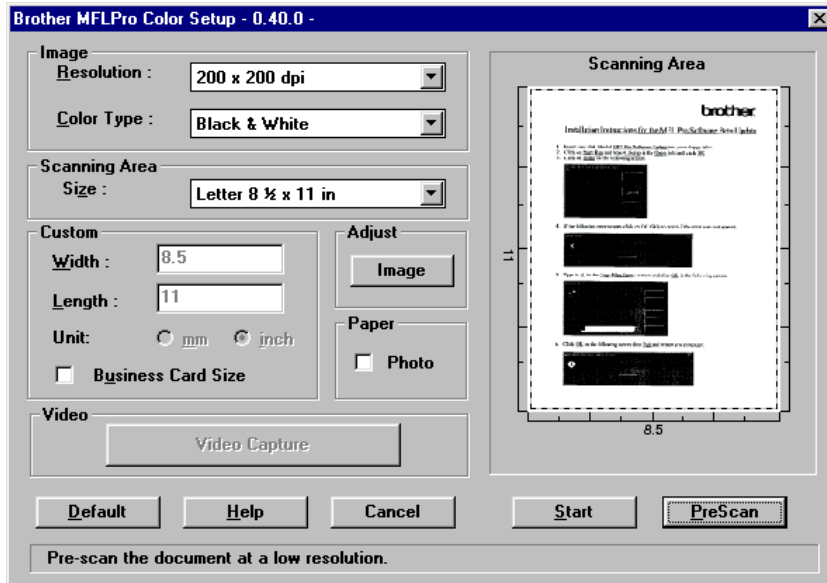 Brother MFLPro Color Setup - 0.40.0 -
Image
Resolution :
200 x 200 dpi
Color Type :
Black & White
Scanning Area
Size :
Letter 8 ½ x 11 in
Custom
Width :
8.5
Length :
11
Unit:
mm
inch
Business Card Size
Adjust
Image
Paper
Photo
Video
Video Capture
Scanning Area
brother
Installation Instructions for the MFL Pro Software Beta Update
11
8.5
Default
Help
Cancel
Start
PreScan
Pre-scan the document at a low resolution.